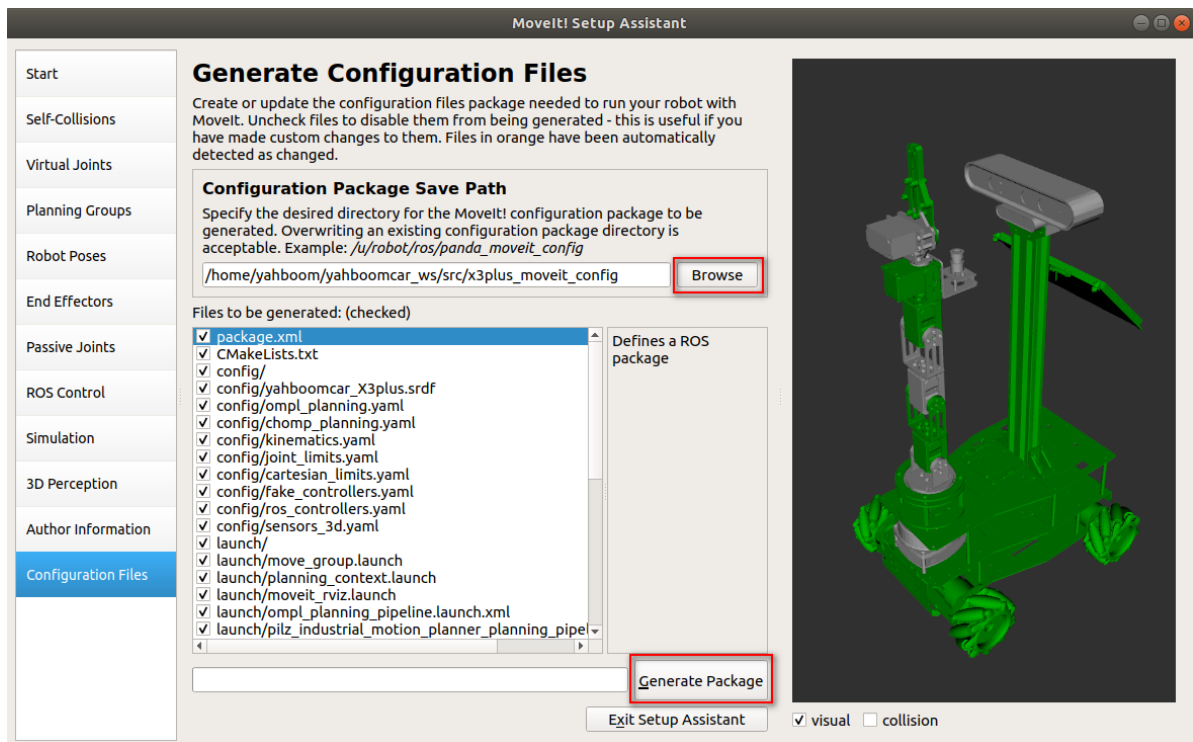 MoveIt! Setup Assistant
Start
Self-Collisions
Virtual Joints
Planning Groups
Robot Poses
End Effectors
Passive Joints
ROS Control
Simulation
3D Perception
Author Information
Configuration Files
Generate Configuration Files
Create or update the configuration files package needed to run your robot with
MoveIt. Uncheck files to disable them from being generated - this is useful if you
have made custom changes to them. Files in orange have been automatically
detected as changed.
Configuration Package Save Path
Specify the desired directory for the MoveIt! configuration package to be
generated. Overwriting an existing configuration package directory is
acceptable. Example: /u/robot/ros/panda_moveit_config
/home/yahboom/yahboomcar_ws/src/x3plus_moveit_config
Browse
Files to be generated: (checked)
package.xml
CMakeLists.txt
config/
config/yahboomcar_X3plus.srdf
config/ompl_planning.yaml
config/chomp_planning.yaml
config/kinematics.yaml
config/joint_limits.yaml
config/cartesian_limits.yaml
config/fake_controllers.yaml
config/ros_controllers.yaml
config/sensors_3d.yaml
launch/
launch/move_group.launch
launch/planning_context.launch
launch/moveit_rviz.launch
launch/ompl_planning_pipeline.launch.xml
launch/pilz_industrial_motion_planner_planning_pipel
Defines a ROS
package
Generate Package
Exit Setup Assistant
visual
collision